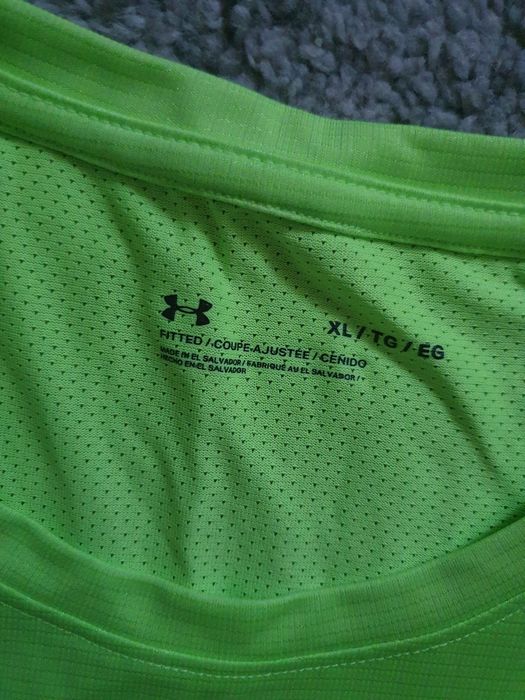 XL / TG / EG
FITTED / COUPE-AJUSTÉE / CEÑIDO
MADE IN EL SALVADOR / FABRIQUÉ AU EL SALVADOR /
HECHO EN EL SALVADOR